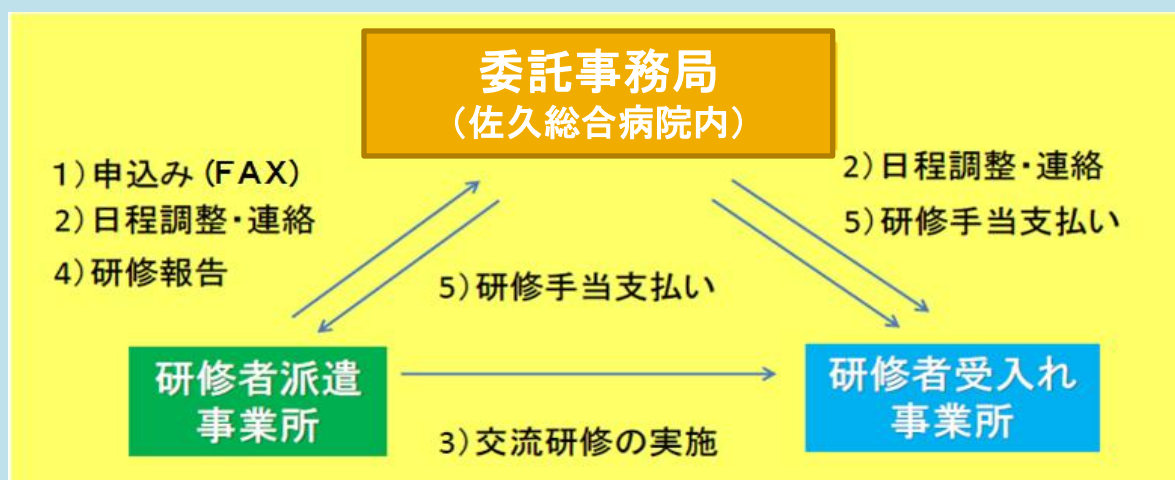 委託事務局
（佐久総合病院内）
1）申込み（FAX）
2）日程調整・連絡
4）研修報告
2）日程調整・連絡
5）研修手当支払い
5）研修手当支払い
研修者派遣
事業所
研修者受入れ
事業所
3）交流研修の実施